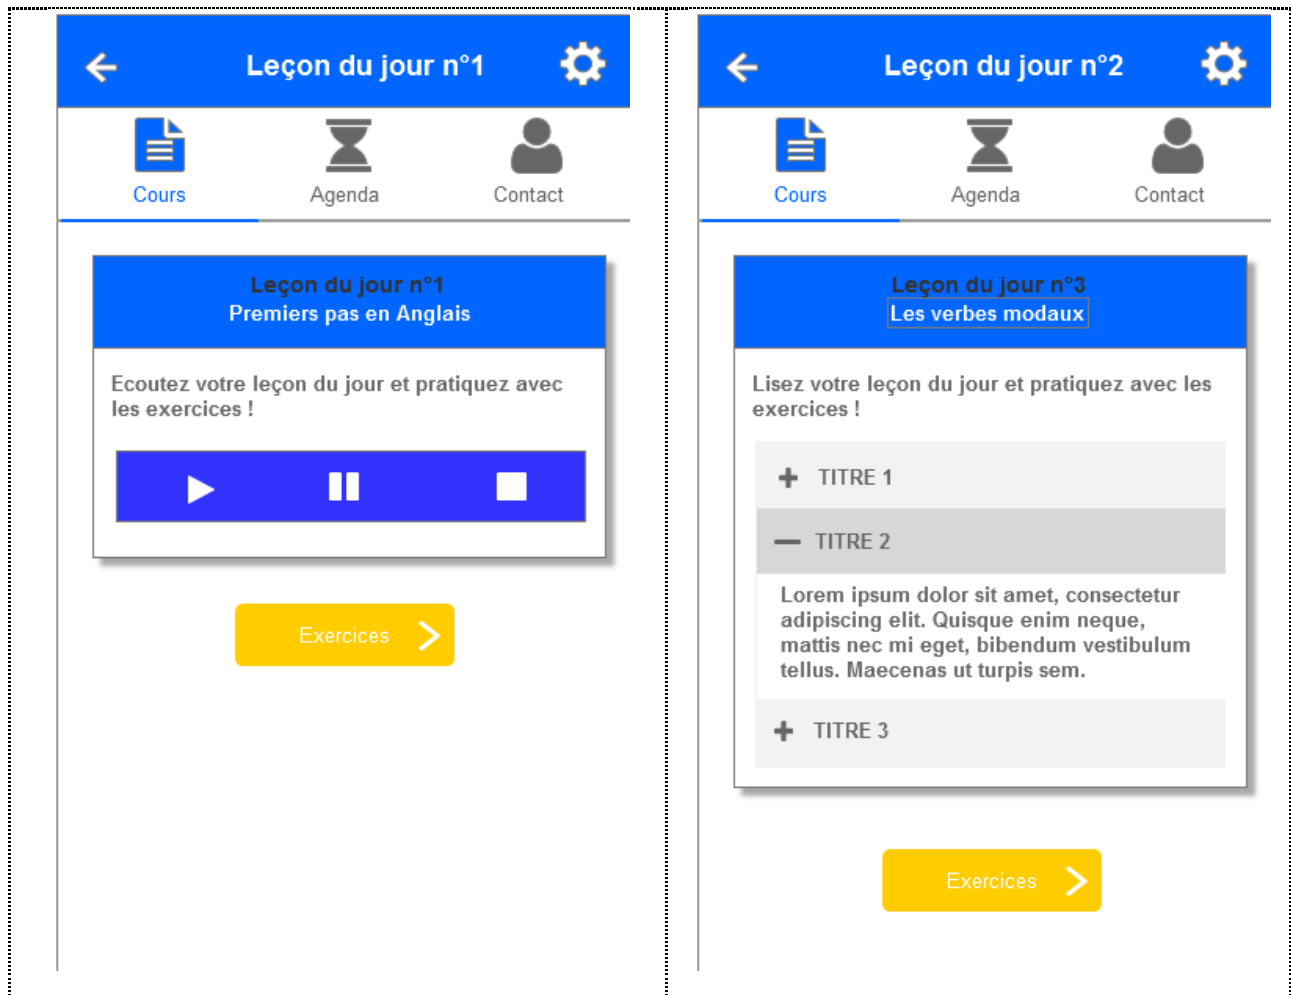 Leçon du jour n°1
Cours
Agenda
Contact
Leçon du jour n°1
Premiers pas en Anglais
Ecoutez votre leçon du jour et pratiquez avec
les exercices !
Exercices
Leçon du jour n°2
Cours
Agenda
Contact
Leçon du jour n°3
Les verbes modaux
Lisez votre leçon du jour et pratiquez avec les
exercices !
TITRE 1
TITRE 2
Lorem ipsum dolor sit amet, consectetur
adipiscing elit. Quisque enim neque,
mattis nec mi eget, bibendum vestibulum
tellus. Maecenas ut turpis sem.
TITRE 3
Exercices